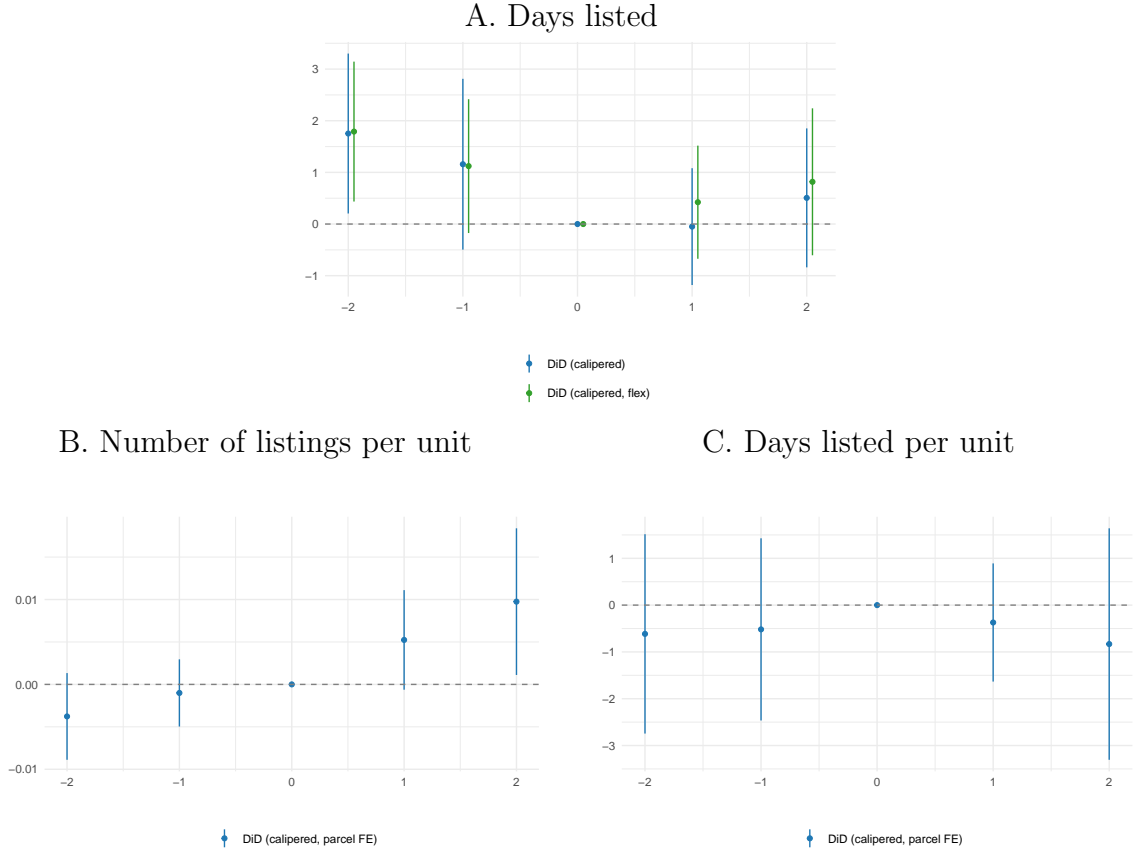 A. Days listed
3
2
1
0
−1
−2 −1 0 1 2
DiD (calipered)
DiD (calipered, flex)
B. Number of listings per unit
0.01
0.00
−0.01
−2 −1 0 1 2
DiD (calipered, parcel FE)
C. Days listed per unit
1
0
−1
−2
−3
−2 −1 0 1 2
DiD (calipered, parcel FE)